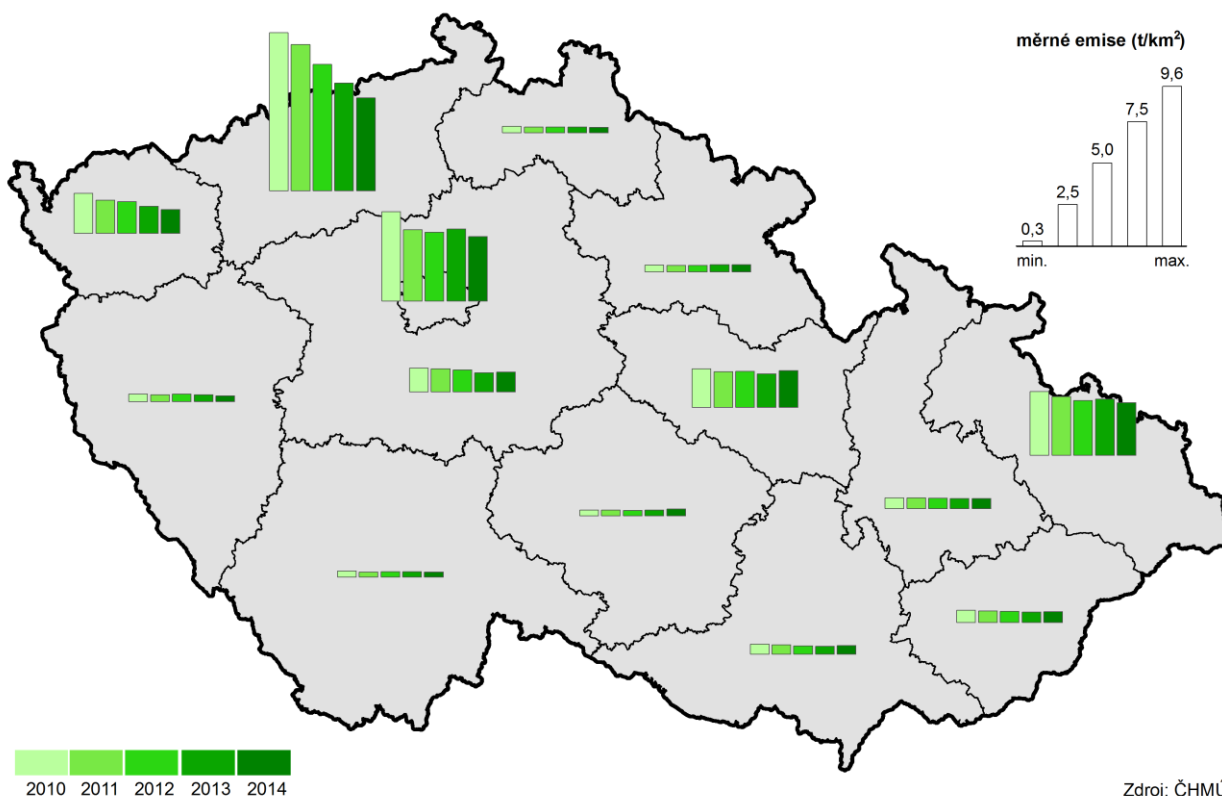 měrné emise (t/km²)
9,6
7,5
5,0
2,5
0,3
min.
max.
2010
2011
2012
2013
2014
Zdroj: ČHMÚ